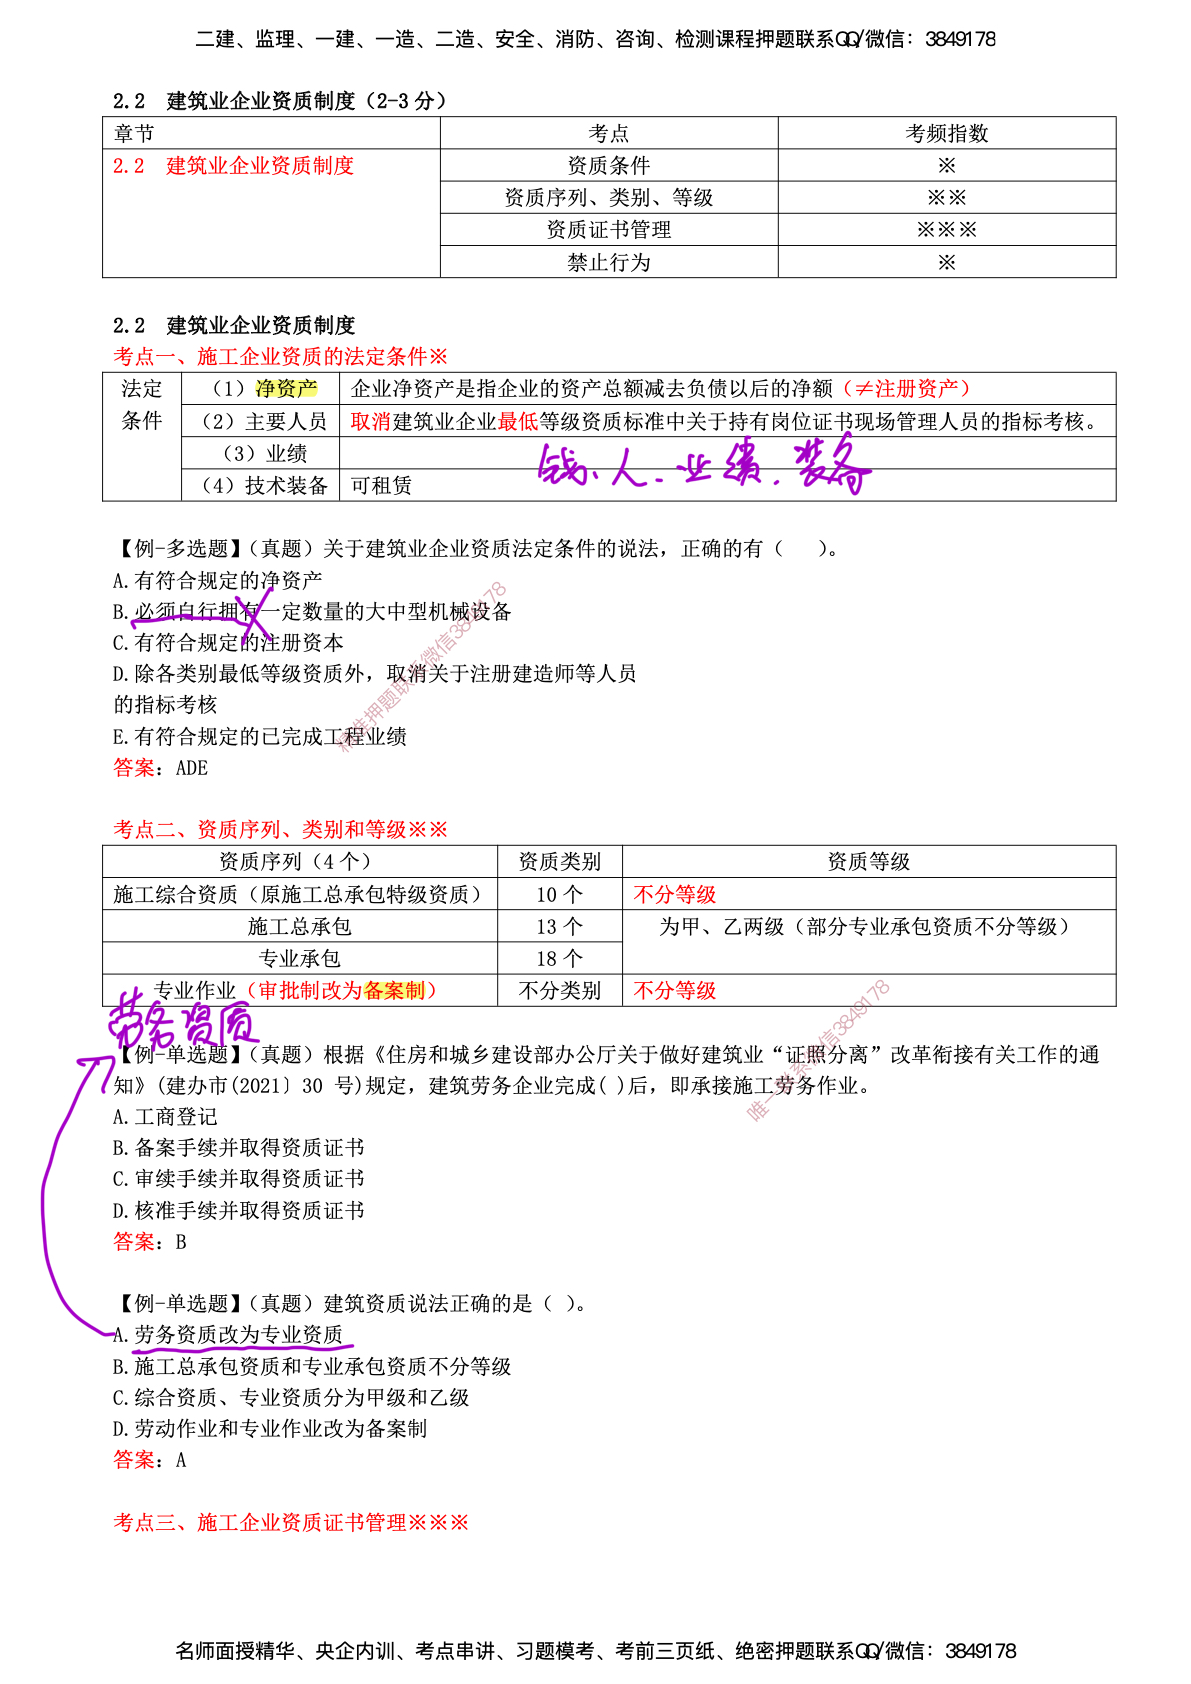 二建、监理、一建、一造、二造、安全、消防、咨询、检测课程押题联系QQ/微信：3849178
2.2 建筑业企业资质制度（2-3 分）
章节 考点 考频指数
2.2 建筑业企业资质制度 资质条件 ※
资质序列、类别、等级 ※※
资质证书管理 ※※※
禁止行为 ※
2.2 建筑业企业资质制度
考点一、施工企业资质的法定条件※
法定条件 （1）净资产 企业净资产是指企业的资产总额减去负债以后的净额（≠注册资产）
（2）主要人员 取消建筑业企业最低等级资质标准中关于持有岗位证书现场管理人员的指标考核。
（3）业绩
钱、人、业绩、装备
（4）技术装备 可租赁
【例-多选题】（真题）关于建筑业企业资质法定条件的说法，正确的有（ ）。
A.有符合规定的净资产
B.必须自行拥有一定数量的大中型机械设备
C.有符合规定的注册资本
D.除各类别最低等级资质外，取消关于注册建造师等人员
的指标考核
E.有符合规定的已完成工程业绩
精准押题联系微信3849178
答案：ADE
考点二、资质序列、类别和等级※※
资质序列（4 个） 资质类别 资质等级
施工综合资质（原施工总承包特级资质） 10 个 不分等级
施工总承包 13 个 为甲、乙两级（部分专业承包资质不分等级）
专业承包 18 个
专业作业（审批制改为备案制） 不分类别 不分等级
劳务资质
【例-单选题】（真题）根据《住房和城乡建设部办公厅关于做好建筑业“证照分离”改革衔接有关工作的通
知》(建办市(2021〕30 号)规定，建筑劳务企业完成( )后，即承接施工劳务作业。
唯一联系微信3849178
A.工商登记
B.备案手续并取得资质证书
C.审续手续并取得资质证书
D.核准手续并取得资质证书
答案：B
【例-单选题】（真题）建筑资质说法正确的是（ ）。
A.劳务资质改为专业资质
B.施工总承包资质和专业承包资质不分等级
C.综合资质、专业资质分为甲级和乙级
D.劳动作业和专业作业改为备案制
答案：A
考点三、施工企业资质证书管理※※※
名师面授精华、央企内训、考点串讲、习题模考、考前三页纸、绝密押题联系QQ/微信：3849178